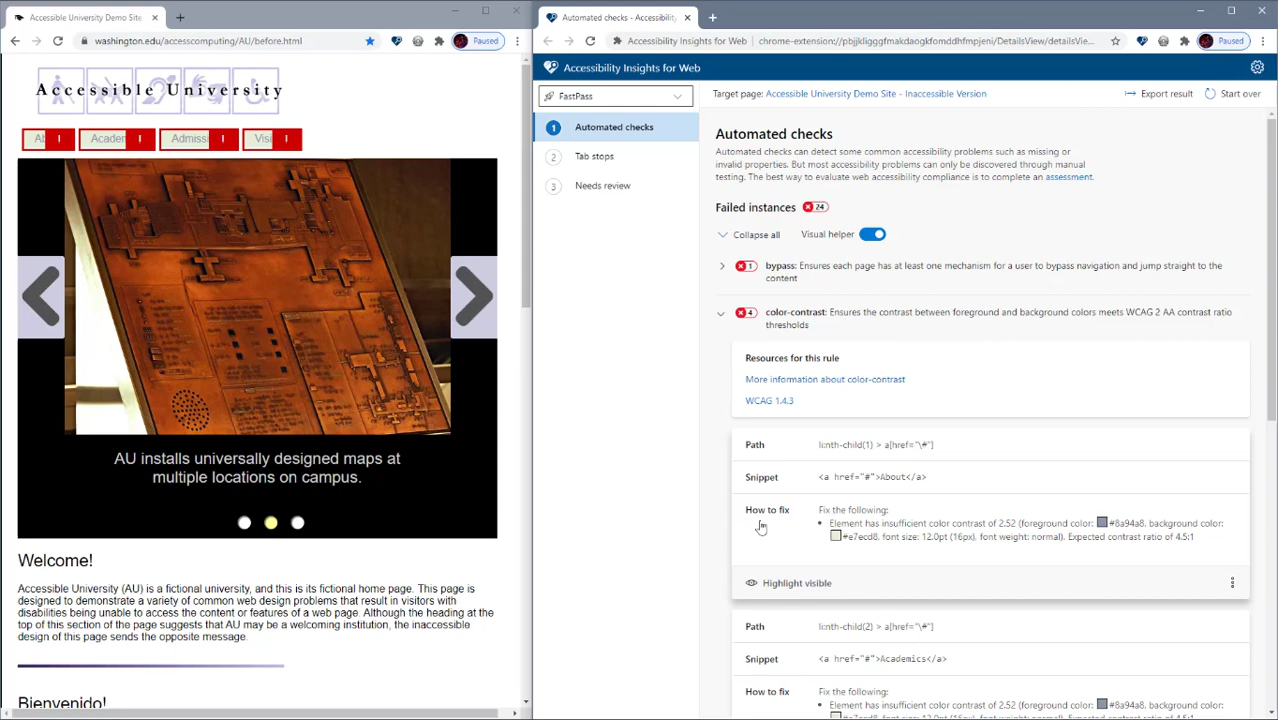 Accessible University Demo Site
washington.edu/accesscomputing/AU/before.html
Paused
Accessible University
Ab !
Academ !
Admissi !
Visi !
AU installs universally designed maps at
multiple locations on campus.
Welcome!
Accessible University (AU) is a fictional university, and this is its fictional home page. This page is
designed to demonstrate a variety of common web design problems that result in visitors with
disabilities being unable to access the content or features of a web page. Although the heading at the
top of this section of the page suggests that AU may be a welcoming institution, the inaccessible
design of this page sends the opposite message.
Bienvenido!
Automated checks - Accessibility
Accessibility Insights for Web
chrome-extension://pbjjkligggfmakdaogkfomddhfmpjeni/DetailsView/detailsVie...
Paused
Accessibility Insights for Web
FastPass
Target page: Accessible University Demo Site - Inaccessible Version
Export result
Start over
1 Automated checks
2 Tab stops
3 Needs review
Automated checks
Automated checks can detect some common accessibility problems such as missing or
invalid properties. But most accessibility problems can only be discovered through manual
testing. The best way to evaluate web accessibility compliance is to complete an assessment.
Failed instances 24
Collapse all
Visual helper
1 bypass: Ensures each page has at least one mechanism for a user to bypass navigation and jump straight to the
content
4 color-contrast: Ensures the contrast between foreground and background colors meets WCAG 2 AA contrast ratio
thresholds
Resources for this rule
More information about color-contrast
WCAG 1.4.3
Path li:nth-child(1) > a[href="\#"]
Snippet <a href="#">About</a>
How to fix Fix the following:
• Element has insufficient color contrast of 2.52 (foreground color: #8a94a8, background color:
#e7ecd8, font size: 12.0pt (16px), font weight: normal). Expected contrast ratio of 4.5:1
Highlight visible
Path li:nth-child(2) > a[href="\#"]
Snippet <a href="#">Academics</a>
How to fix Fix the following:
• Element has insufficient color contrast of 2.52 (foreground color: #8a94a8, background color: